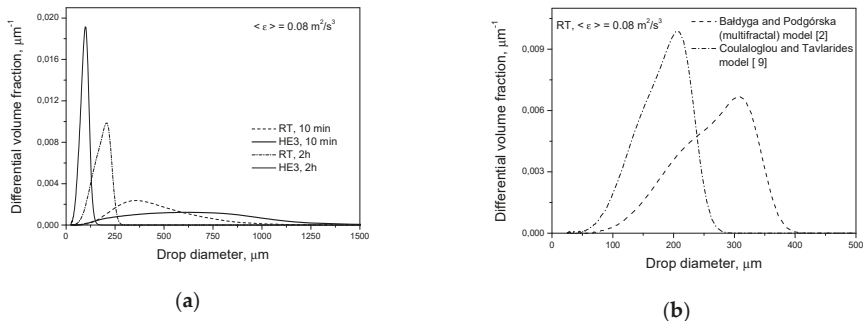 < ε > = 0.08 m²/s³
Differential volume fraction, μm⁻¹
0,020
0,016
0,012
0,008
0,004
0,000
RT, 10 min
HE3, 10 min
RT, 2h
HE3, 2h
0 250 500 750 1000 1250 1500
Drop diameter, μm
(a)
RT, < ε > = 0.08 m²/s³
Bałdyga and Podgórska
(multifractal) model [2]
Coulaloglou and Tavlarides
model [ 9]
Differential volume fraction, μm⁻¹
0,009
0,006
0,003
0,000
0 100 200 300 400 500
Drop diameter, μm
(b)